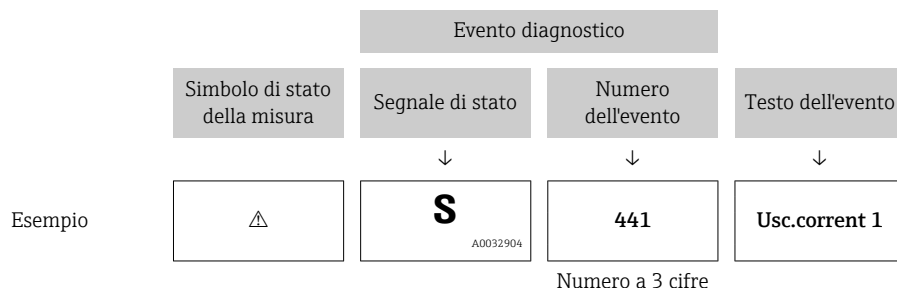 Evento diagnostico
Simbolo di stato
della misura
Segnale di stato
Numero
dell'evento
Testo dell'evento
↓ ↓ ↓
Esempio
⚠
S
A0032904
441
Usc.corrent 1
Numero a 3 cifre